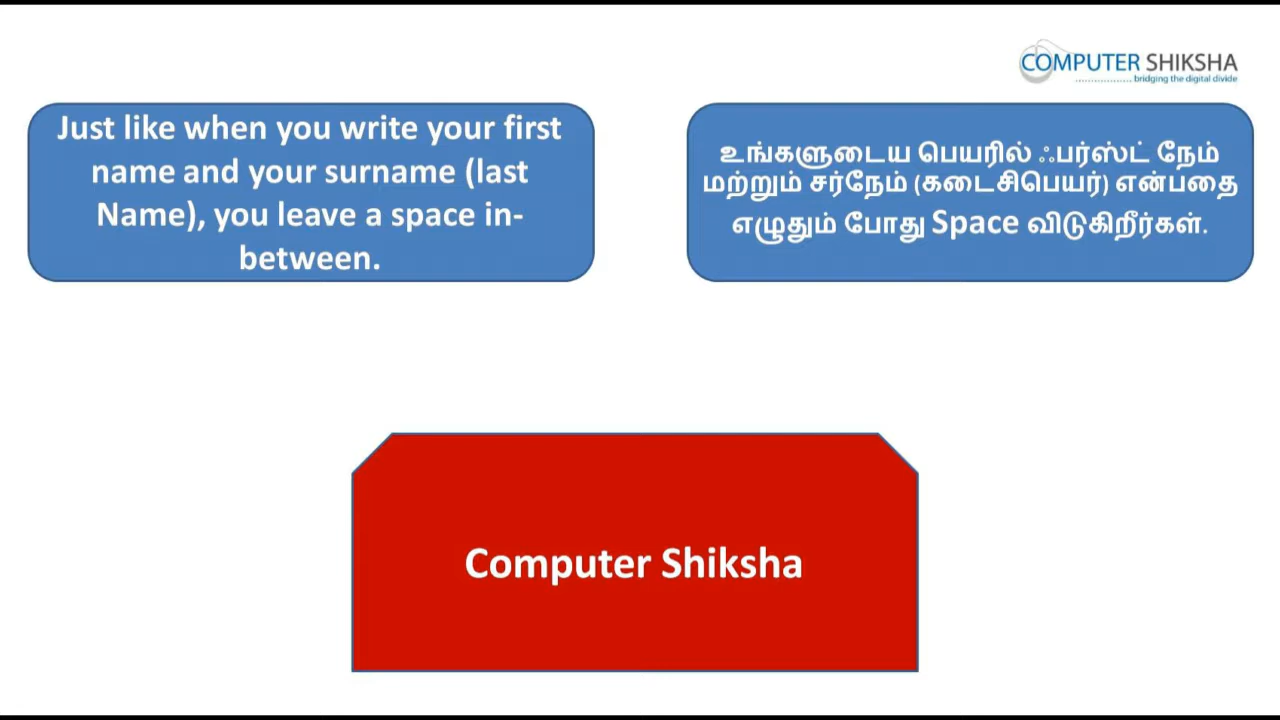 COMPUTER SHIKSHA
bridging the digital divide
Just like when you write your first
name and your surname (last
Name), you leave a space in-
between.
உங்களுடைய பெயரில் ஃபர்ஸ்ட் நேம்
மற்றும் சர்நேம் (கடைசிபெயர்) என்பதை
எழுதும் போது Space விடுகிறீர்கள்.
Computer Shiksha